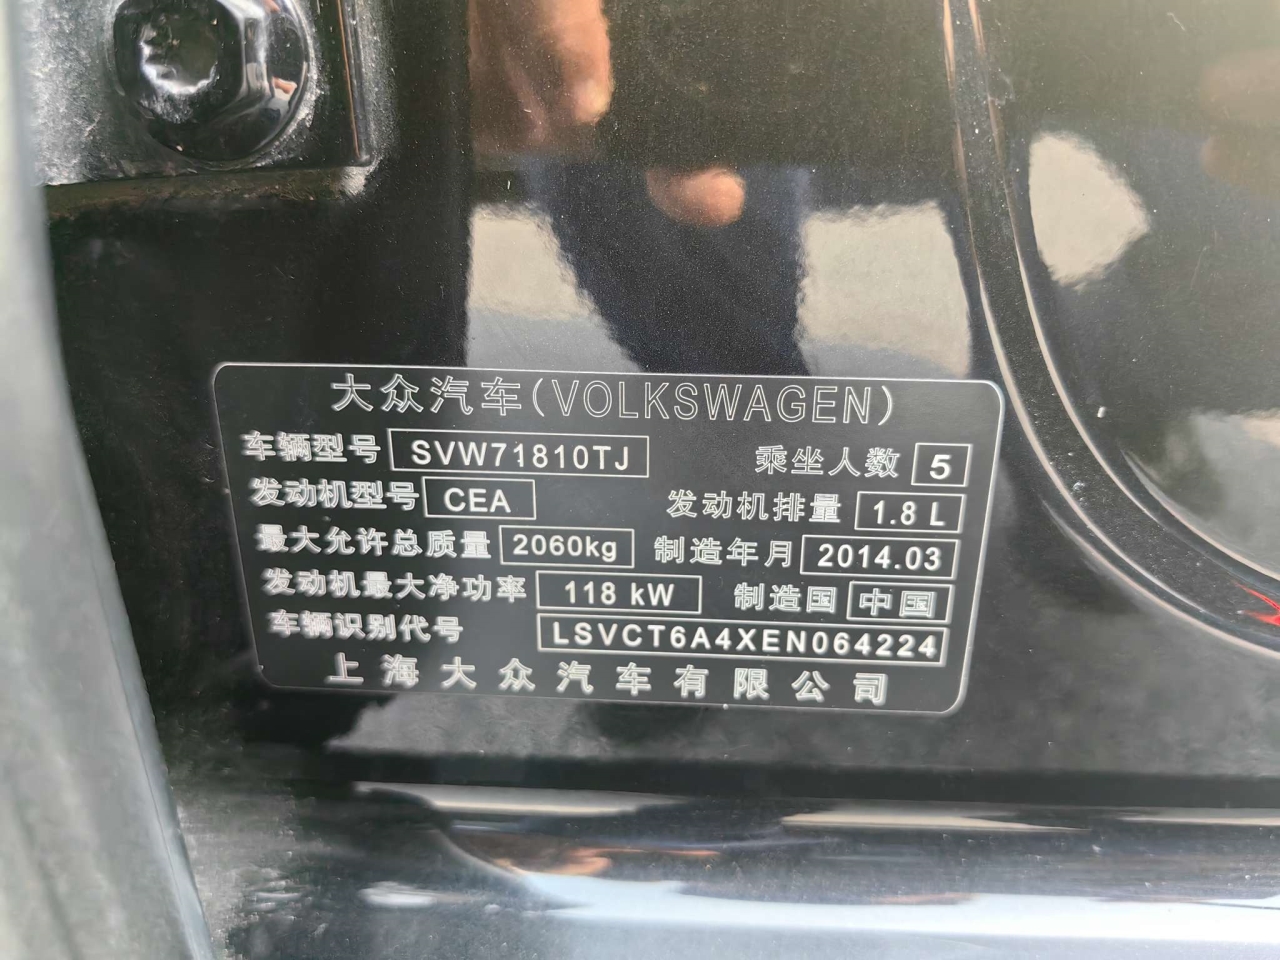 大众汽车(VOLKSWAGEN)
车辆型号 SVW71810TJ 乘坐人数 5
发动机型号 CEA 发动机排量 1.8 L
最大允许总质量 2060kg 制造年月 2014.03
发动机最大净功率 118 kW 制造国 中国
车辆识别代号 LSVCT6A4XEN064224
上海大众汽车有限公司